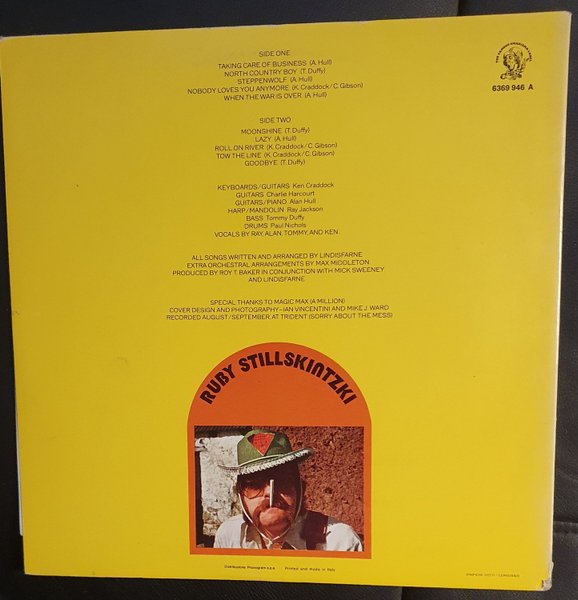 SIDE ONE
TAKING CARE OF BUSINESS (A. Hull)
NORTH COUNTRY BOY (T. Duffy)
STEPPENWOLF (A. Hull)
NOBODY LOVES YOU ANYMORE (K. Craddock/C. Gibson)
WHEN THE WAR IS OVER (A. Hull)
6369 946 A
SIDE TWO
MOONSHINE (T. Duffy)
LAZY (A. Hull)
ROLL ON RIVER (K. Craddock/C. Gibson)
TOW THE LINE (K. Craddock/C. Gibson)
GOODBYE (T. Duffy)
KEYBOARDS/GUITARS Ken Craddock
GUITARS Charlie Harcourt
GUITARS/PIANO Alan Hull
HARP/MANDOLIN Ray Jackson
BASS Tommy Duffy
DRUMS Paul Nichols
VOCALS BY RAY, ALAN, TOMMY, AND KEN.
ALL SONGS WRITTEN AND ARRANGED BY LINDISFARNE
EXTRA ORCHESTRAL ARRANGEMENTS BY MAX MIDDLETON
PRODUCED BY ROY T. BAKER IN CONJUNCTION WITH MICK SWEENEY
AND LINDISFARNE
SPECIAL THANKS TO MAGIC MAX (A MILLION)
COVER DESIGN AND PHOTOGRAPHY-IAN VINCENTINI AND MIKE J. WARD
RECORDED AUGUST/SEPTEMBER, AT TRIDENT (SORRY ABOUT THE MESS)
RUBY STILLSKINTZKI
Distribuzione Phonogram s.p.a. Printed and made in Italy